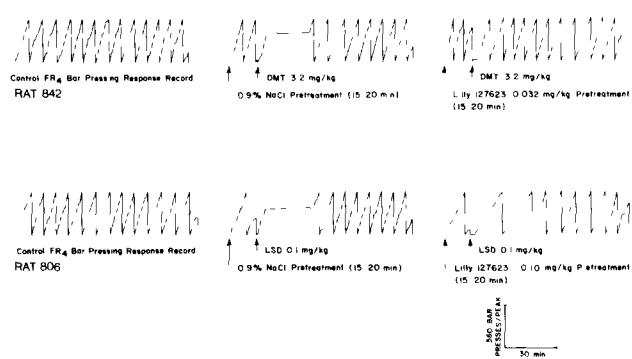 Control FR4 Bar Pressing Response Record
RAT 842
DMT 3.2 mg/kg
0.9% NaCl Pretreatment (15 20 min)
DMT 3.2 mg/kg
Lilly 127623 0.032 mg/kg Pretreatment
(15 20 min)
Control FR4 Bar Pressing Response Record
RAT 806
LSD 0.1 mg/kg
0.9% NaCl Pretreatment (15 20 min)
LSD 0.1 mg/kg
Lilly 127623 0.10 mg/kg P etreatment
(15 20 min)
560 BAR
PRESSES/PEAK
30 min